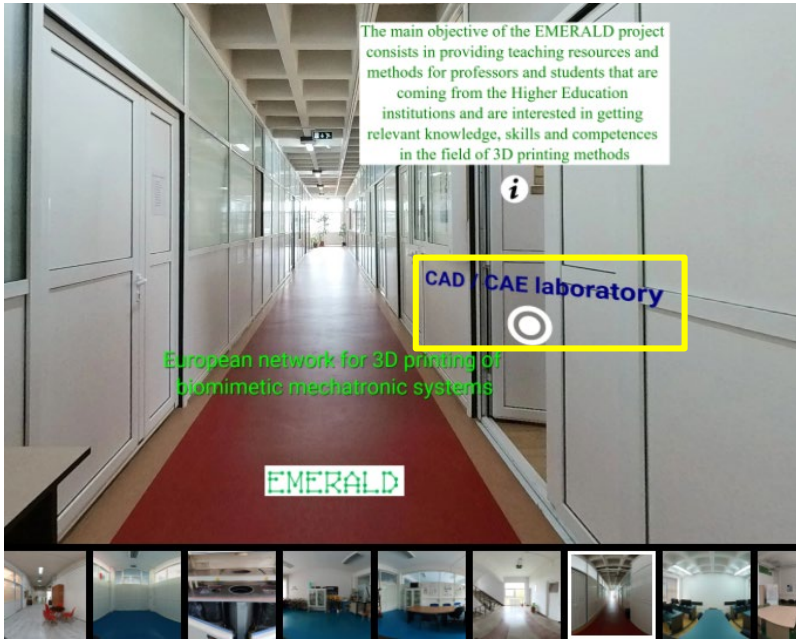 The main objective of the EMERALD project
consists in providing teaching resources and
methods for professors and students that are
coming from the Higher Education
institutions and are interested in getting
relevant knowledge, skills and competences
in the field of 3D printing methods
i
CAD / CAE laboratory
European network for 3D printing of
biomimetic mechatronic systems
EMERALD